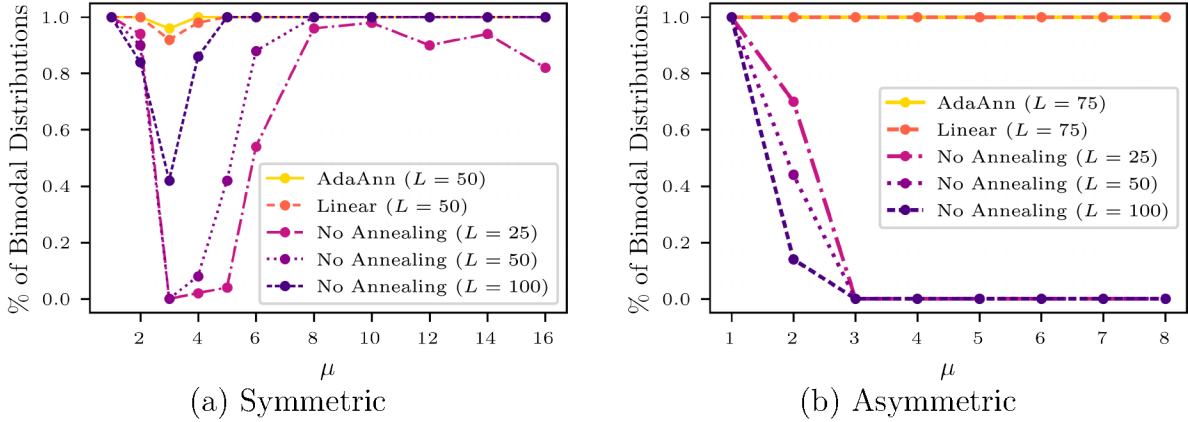 % of Bimodal Distributions
1.0
0.8
0.6
0.4
0.2
0.0
AdaAnn (L = 50)
Linear (L = 50)
No Annealing (L = 25)
No Annealing (L = 50)
No Annealing (L = 100)
2 4 6 8 10 12 14 16
μ
(a) Symmetric
% of Bimodal Distributions
1.0
0.8
0.6
0.4
0.2
0.0
AdaAnn (L = 75)
Linear (L = 75)
No Annealing (L = 25)
No Annealing (L = 50)
No Annealing (L = 100)
1 2 3 4 5 6 7 8
μ
(b) Asymmetric